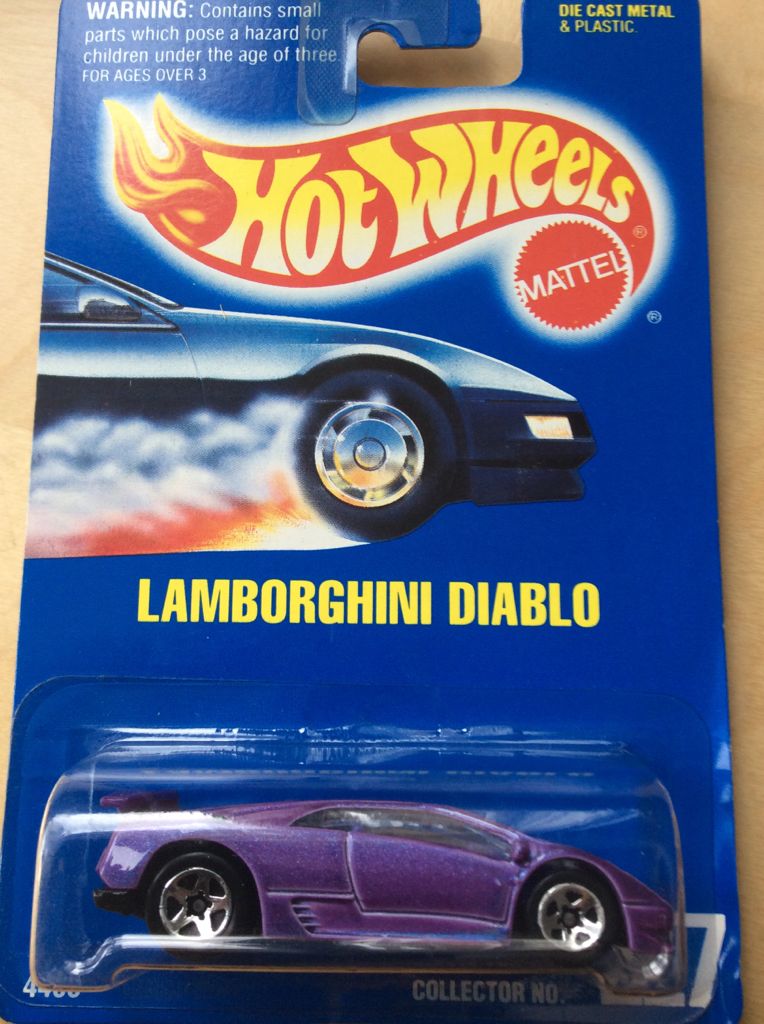 WARNING: Contains small
parts which pose a hazard for
children under the age of three.
FOR AGES OVER 3
DIE CAST METAL
& PLASTIC.
HOT WHEELS ®
MATTEL ®
LAMBORGHINI DIABLO
COLLECTOR NO.